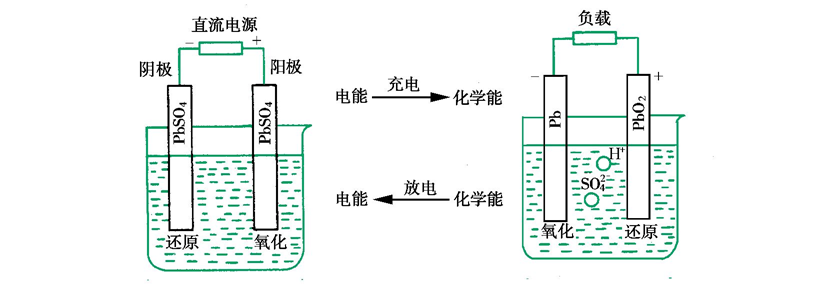 直流电源
− +
阴极 阳极
PbSO₄ PbSO₄
还原 氧化
电能 充电 化学能
电能 放电 化学能
负载
− +
Pb PbO₂
H⁺
SO₄²⁻
氧化 还原